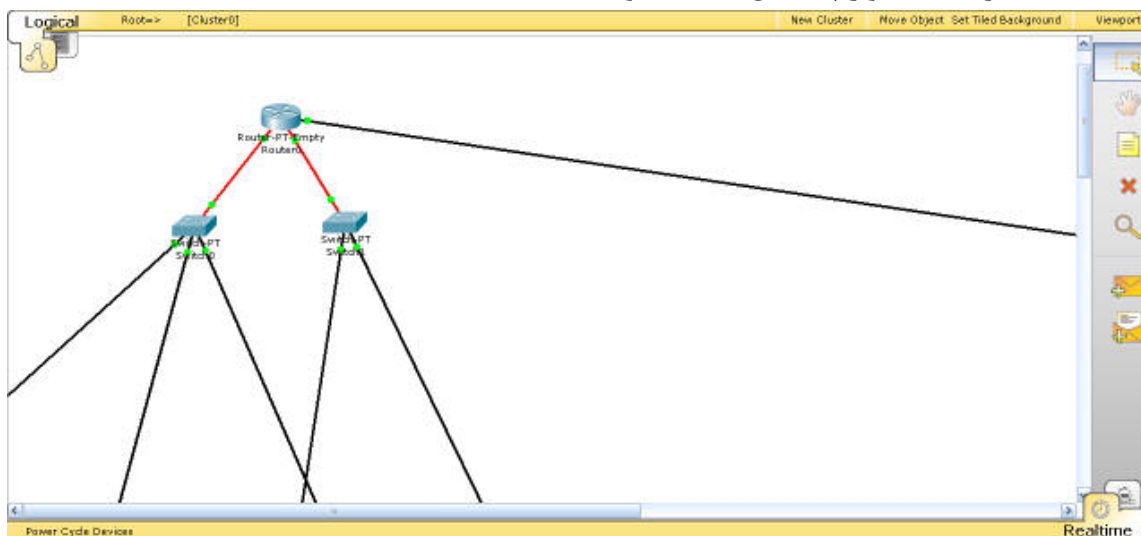 Logical
Root=>
[Cluster0]
New Cluster
Move Object
Set Tiled Background
Viewport
Router-PT-Empty
Router0
Switch-PT
Switch0
Switch-PT
Power Cycle Devices
Realtime